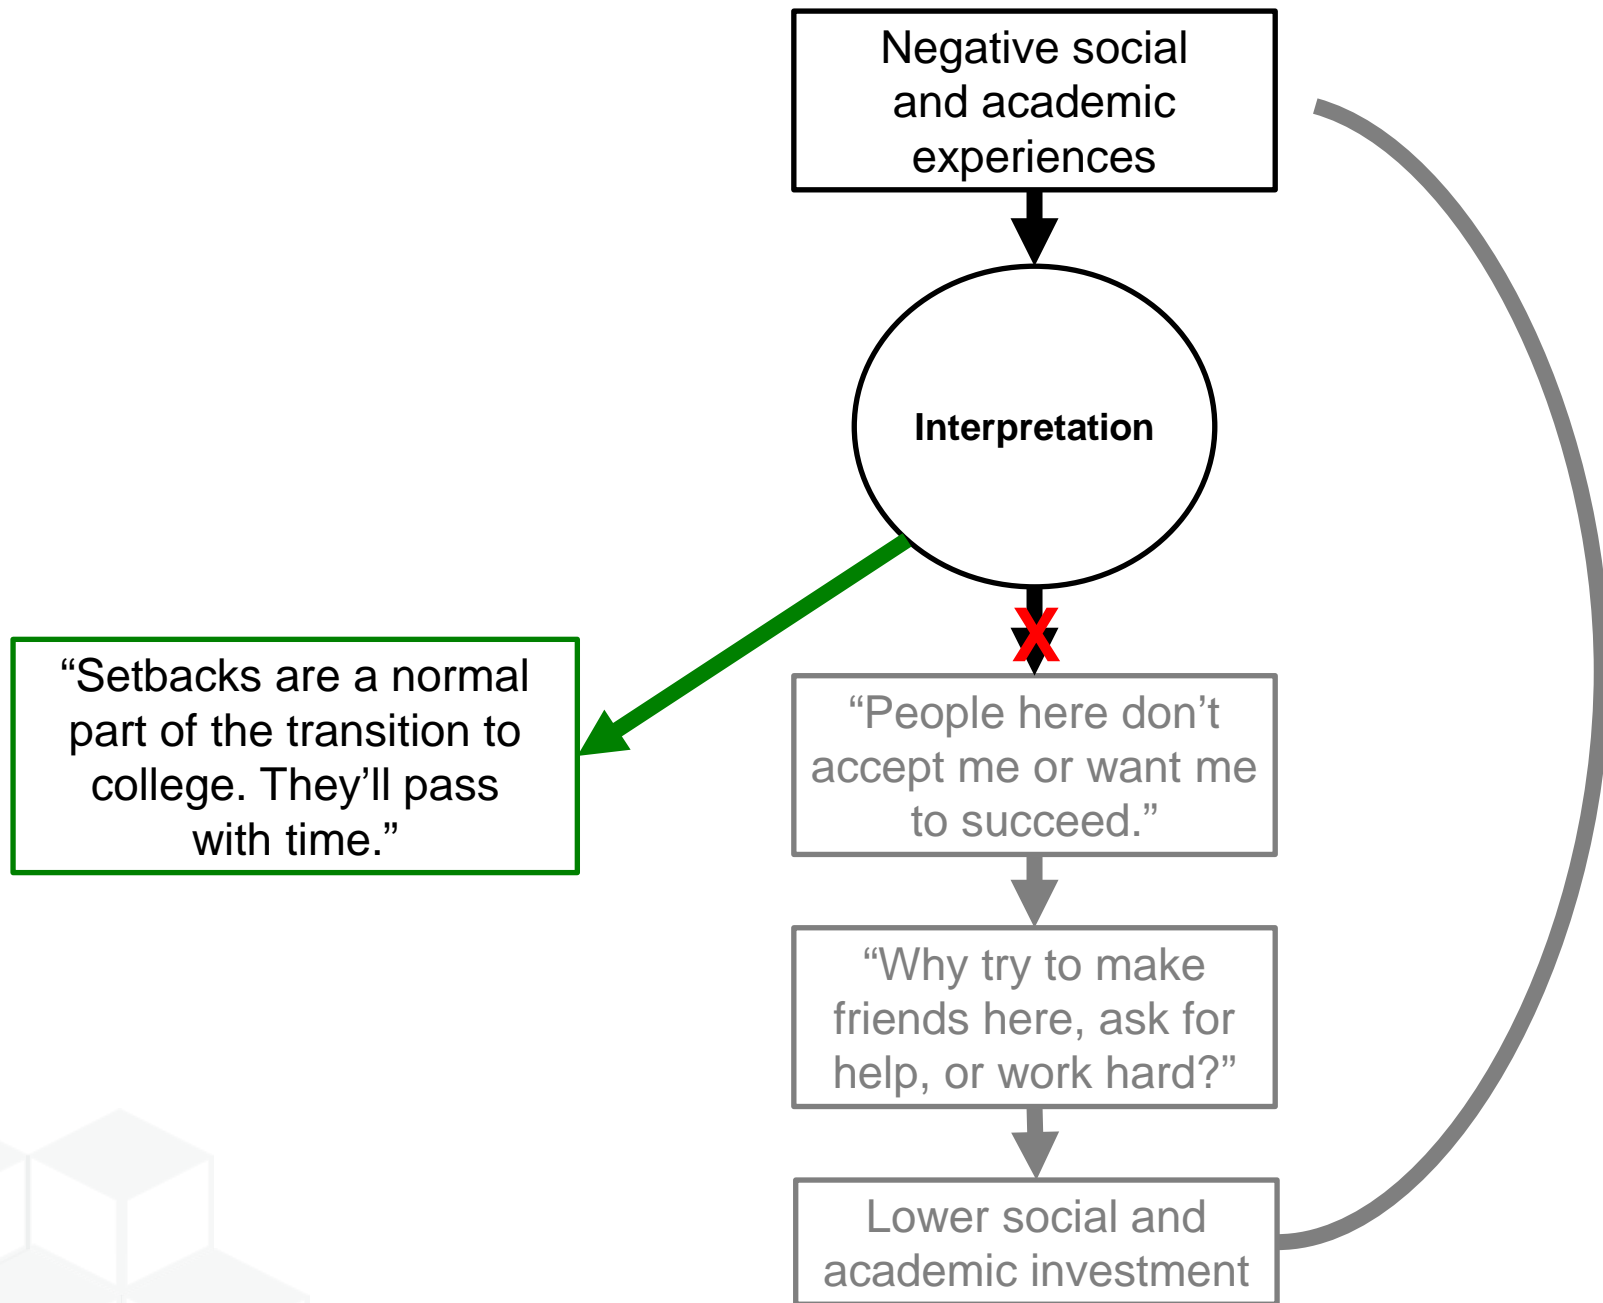 Negative social
and academic
experiences
Interpretation
X
“Setbacks are a normal
part of the transition to
college. They’ll pass
with time.”
“People here don’t
accept me or want me
to succeed.”
“Why try to make
friends here, ask for
help, or work hard?”
Lower social and
academic investment